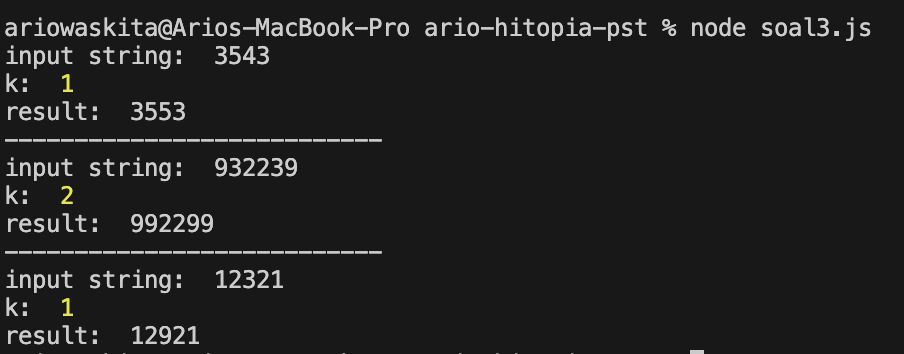 ariowaskita@Arios-MacBook-Pro ario-hitopia-pst % node soal3.js
input string:  3543
k:  1
result:  3553
---------------------------
input string:  932239
k:  2
result:  992299
---------------------------
input string:  12321
k:  1
result:  12921